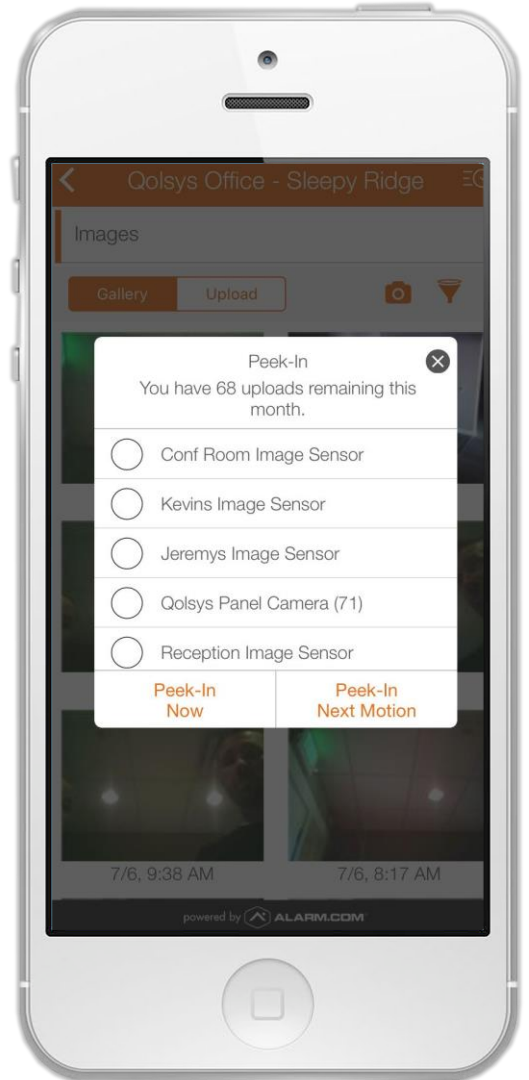 Qolsys Office - Sleepy Ridge
Images
Gallery Upload
Peek-In
You have 68 uploads remaining this
month.
Conf Room Image Sensor
Kevins Image Sensor
Jeremys Image Sensor
Qolsys Panel Camera (71)
Reception Image Sensor
Peek-In
Now
Peek-In
Next Motion
7/6, 9:38 AM 7/6, 8:17 AM
powered by ALARM.COM